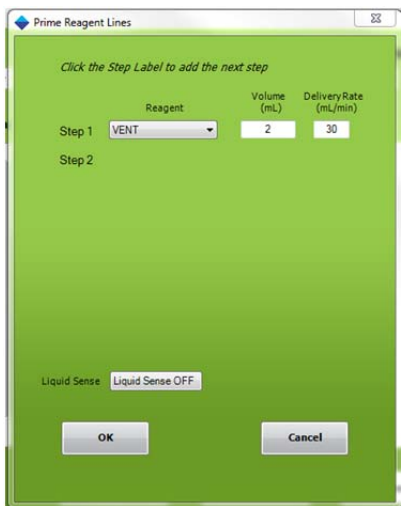 Prime Reagent Lines
Click the Step Label to add the next step
Reagent
Volume (mL)
Delivery Rate (mL/min)
Step 1 VENT 2 30
Step 2
Liquid Sense Liquid Sense OFF
OK Cancel